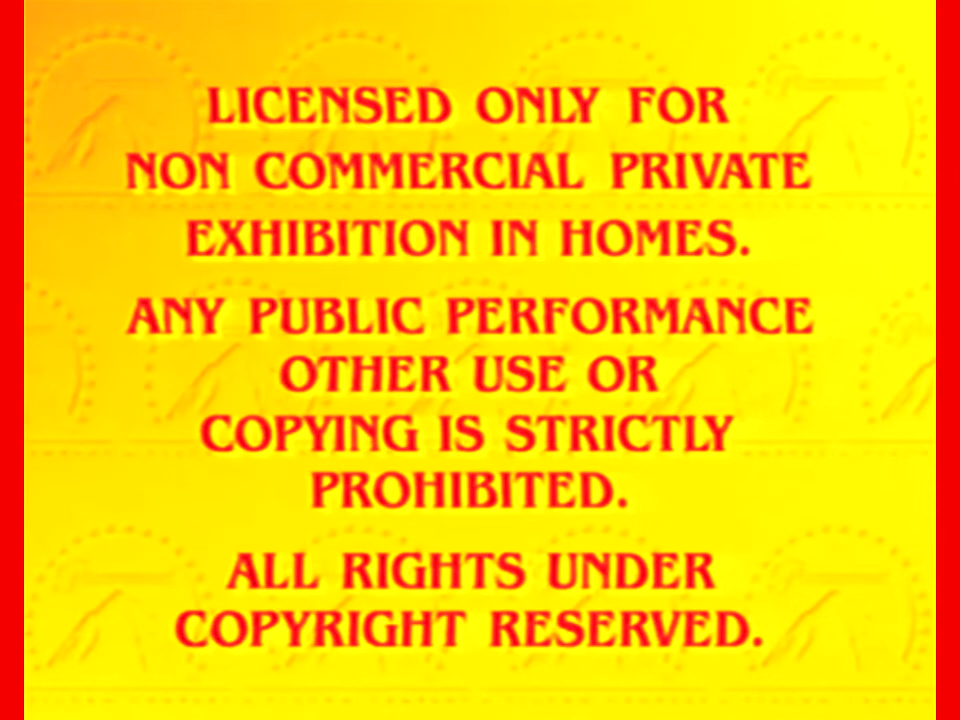 LICENSED ONLY FOR
NON COMMERCIAL PRIVATE
EXHIBITION IN HOMES.
ANY PUBLIC PERFORMANCE
OTHER USE OR
COPYING IS STRICTLY
PROHIBITED.
ALL RIGHTS UNDER
COPYRIGHT RESERVED.